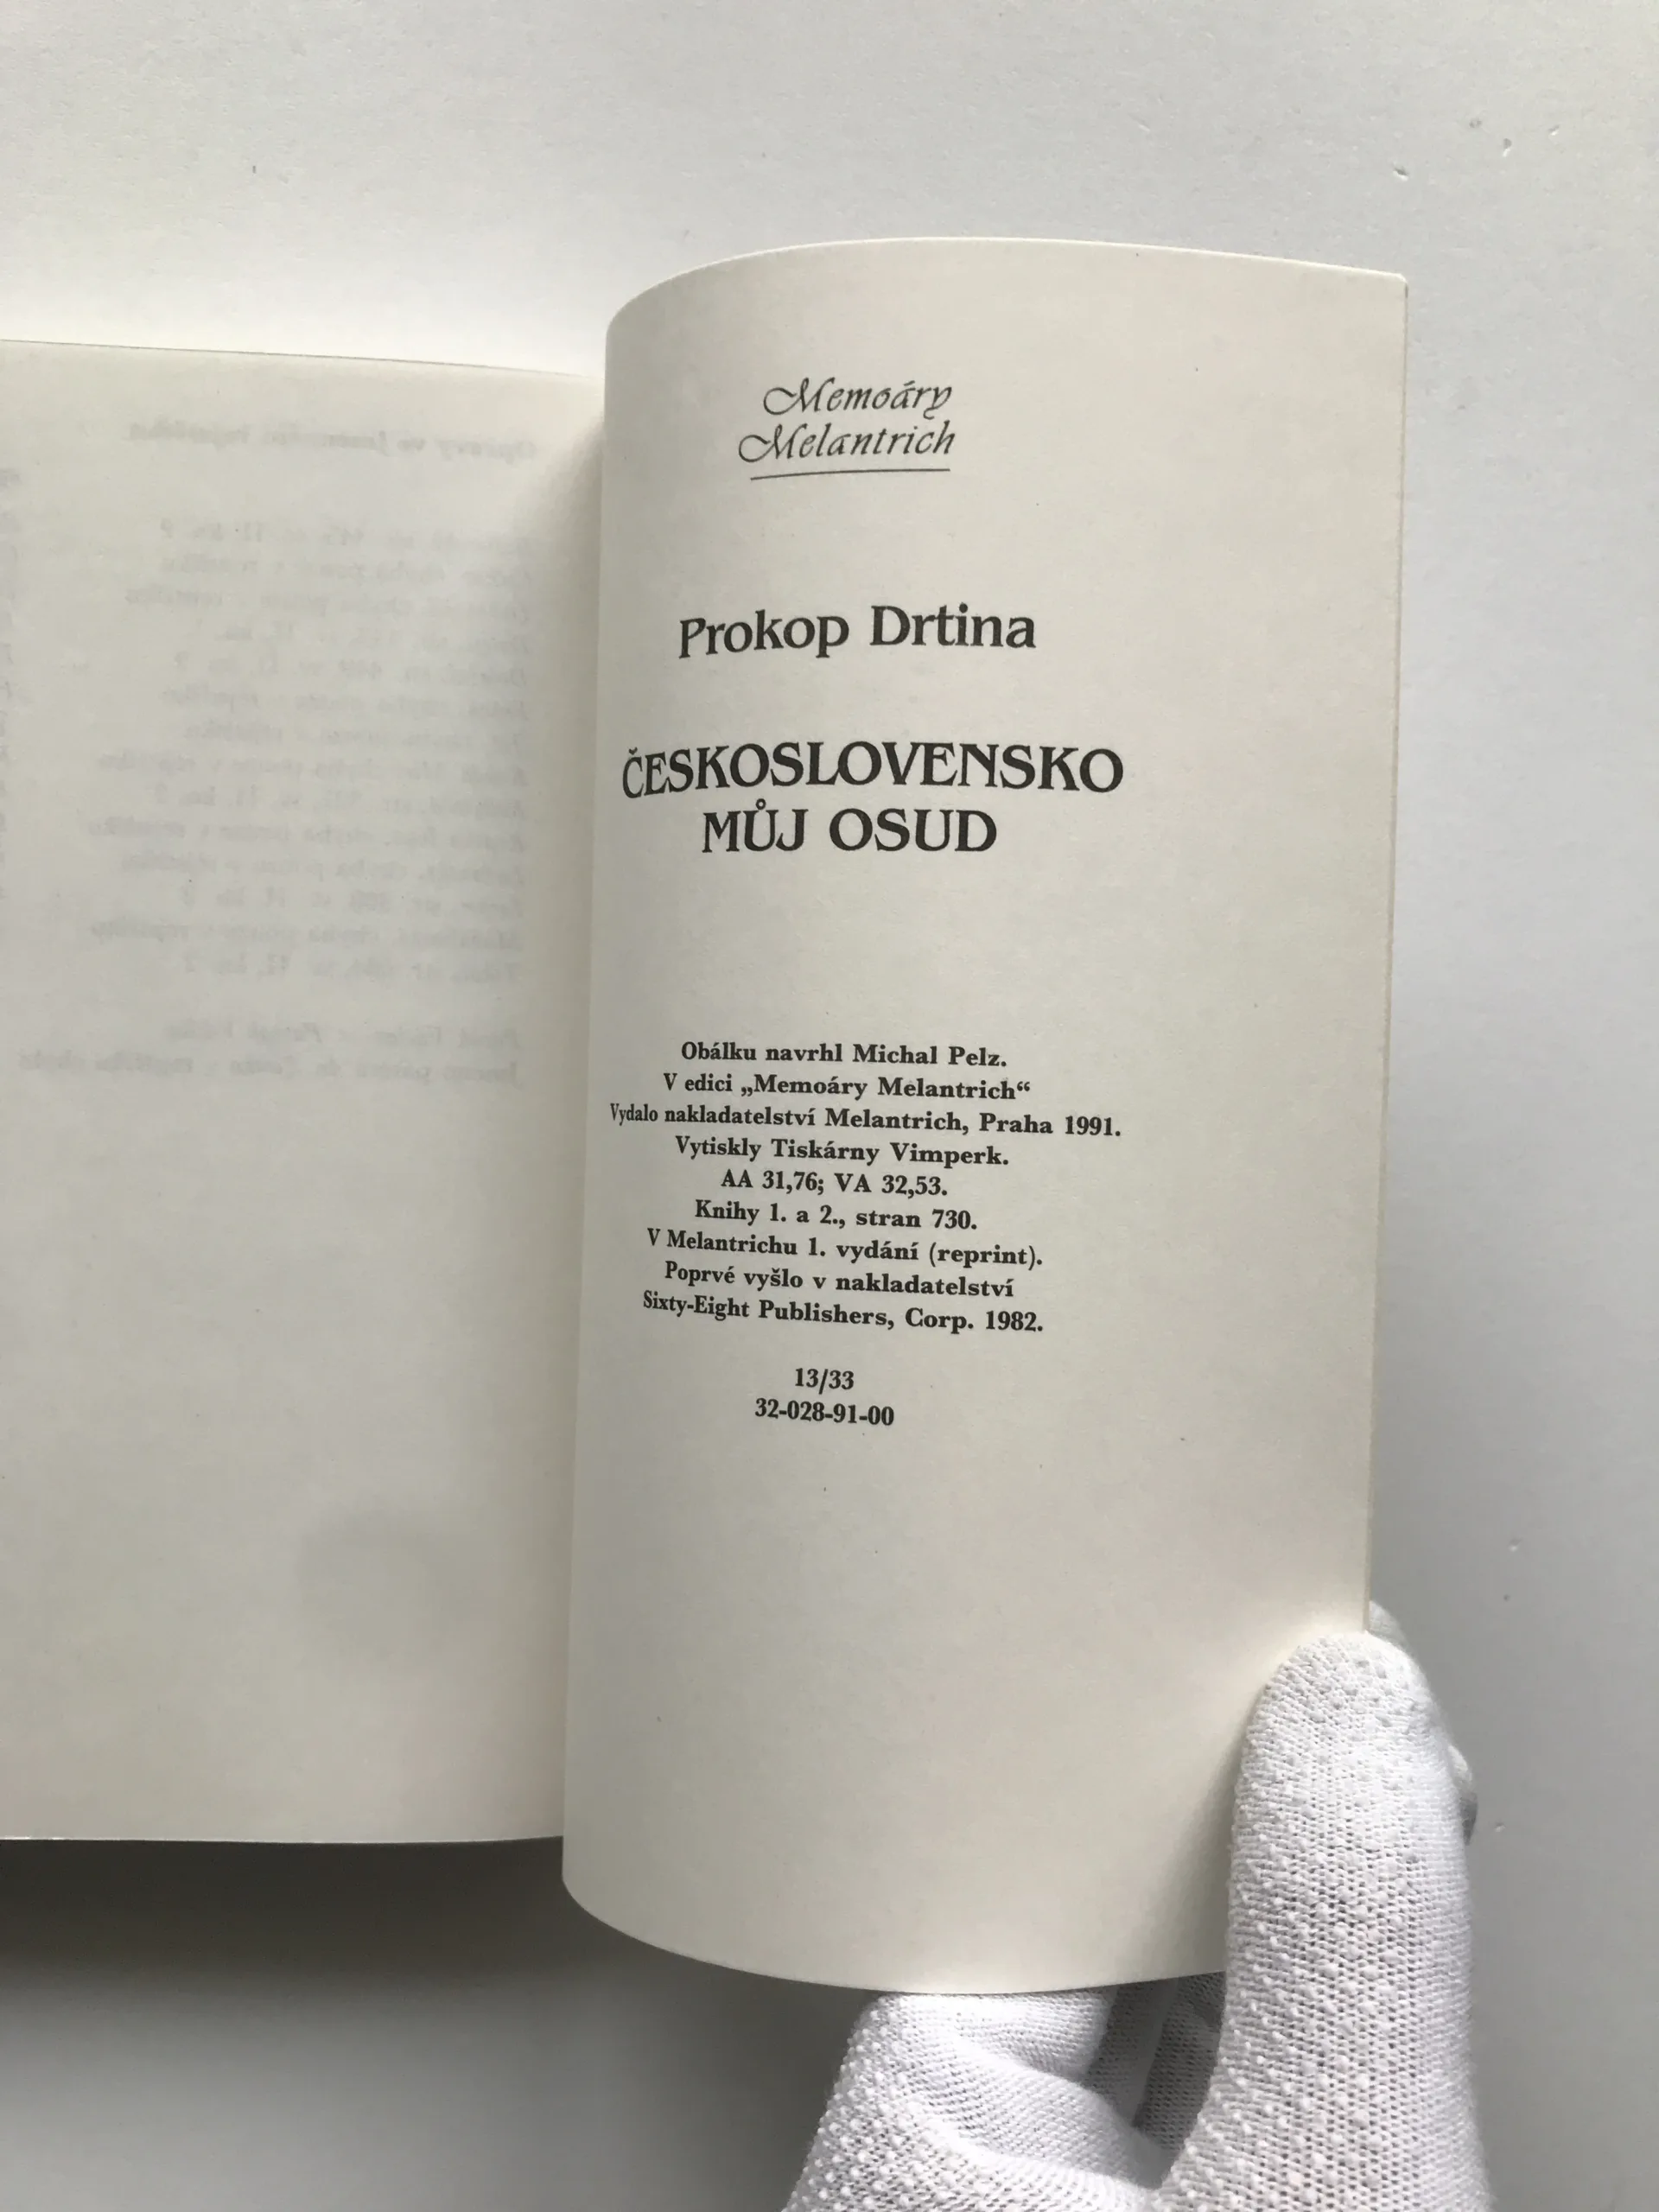 Memoáry
Melantrich
Prokop Drtina
ČESKOSLOVENSKO
MŮJ OSUD
Obálku navrhl Michal Pelz.
V edici „Memoáry Melantrich“
Vydalo nakladatelství Melantrich, Praha 1991.
Vytiskly Tiskárny Vimperk.
AA 31,76; VA 32,53.
Knihy 1. a 2., stran 730.
V Melantrichu 1. vydání (reprint).
Poprvé vyšlo v nakladatelství
Sixty-Eight Publishers, Corp. 1982.
13/33
32-028-91-00